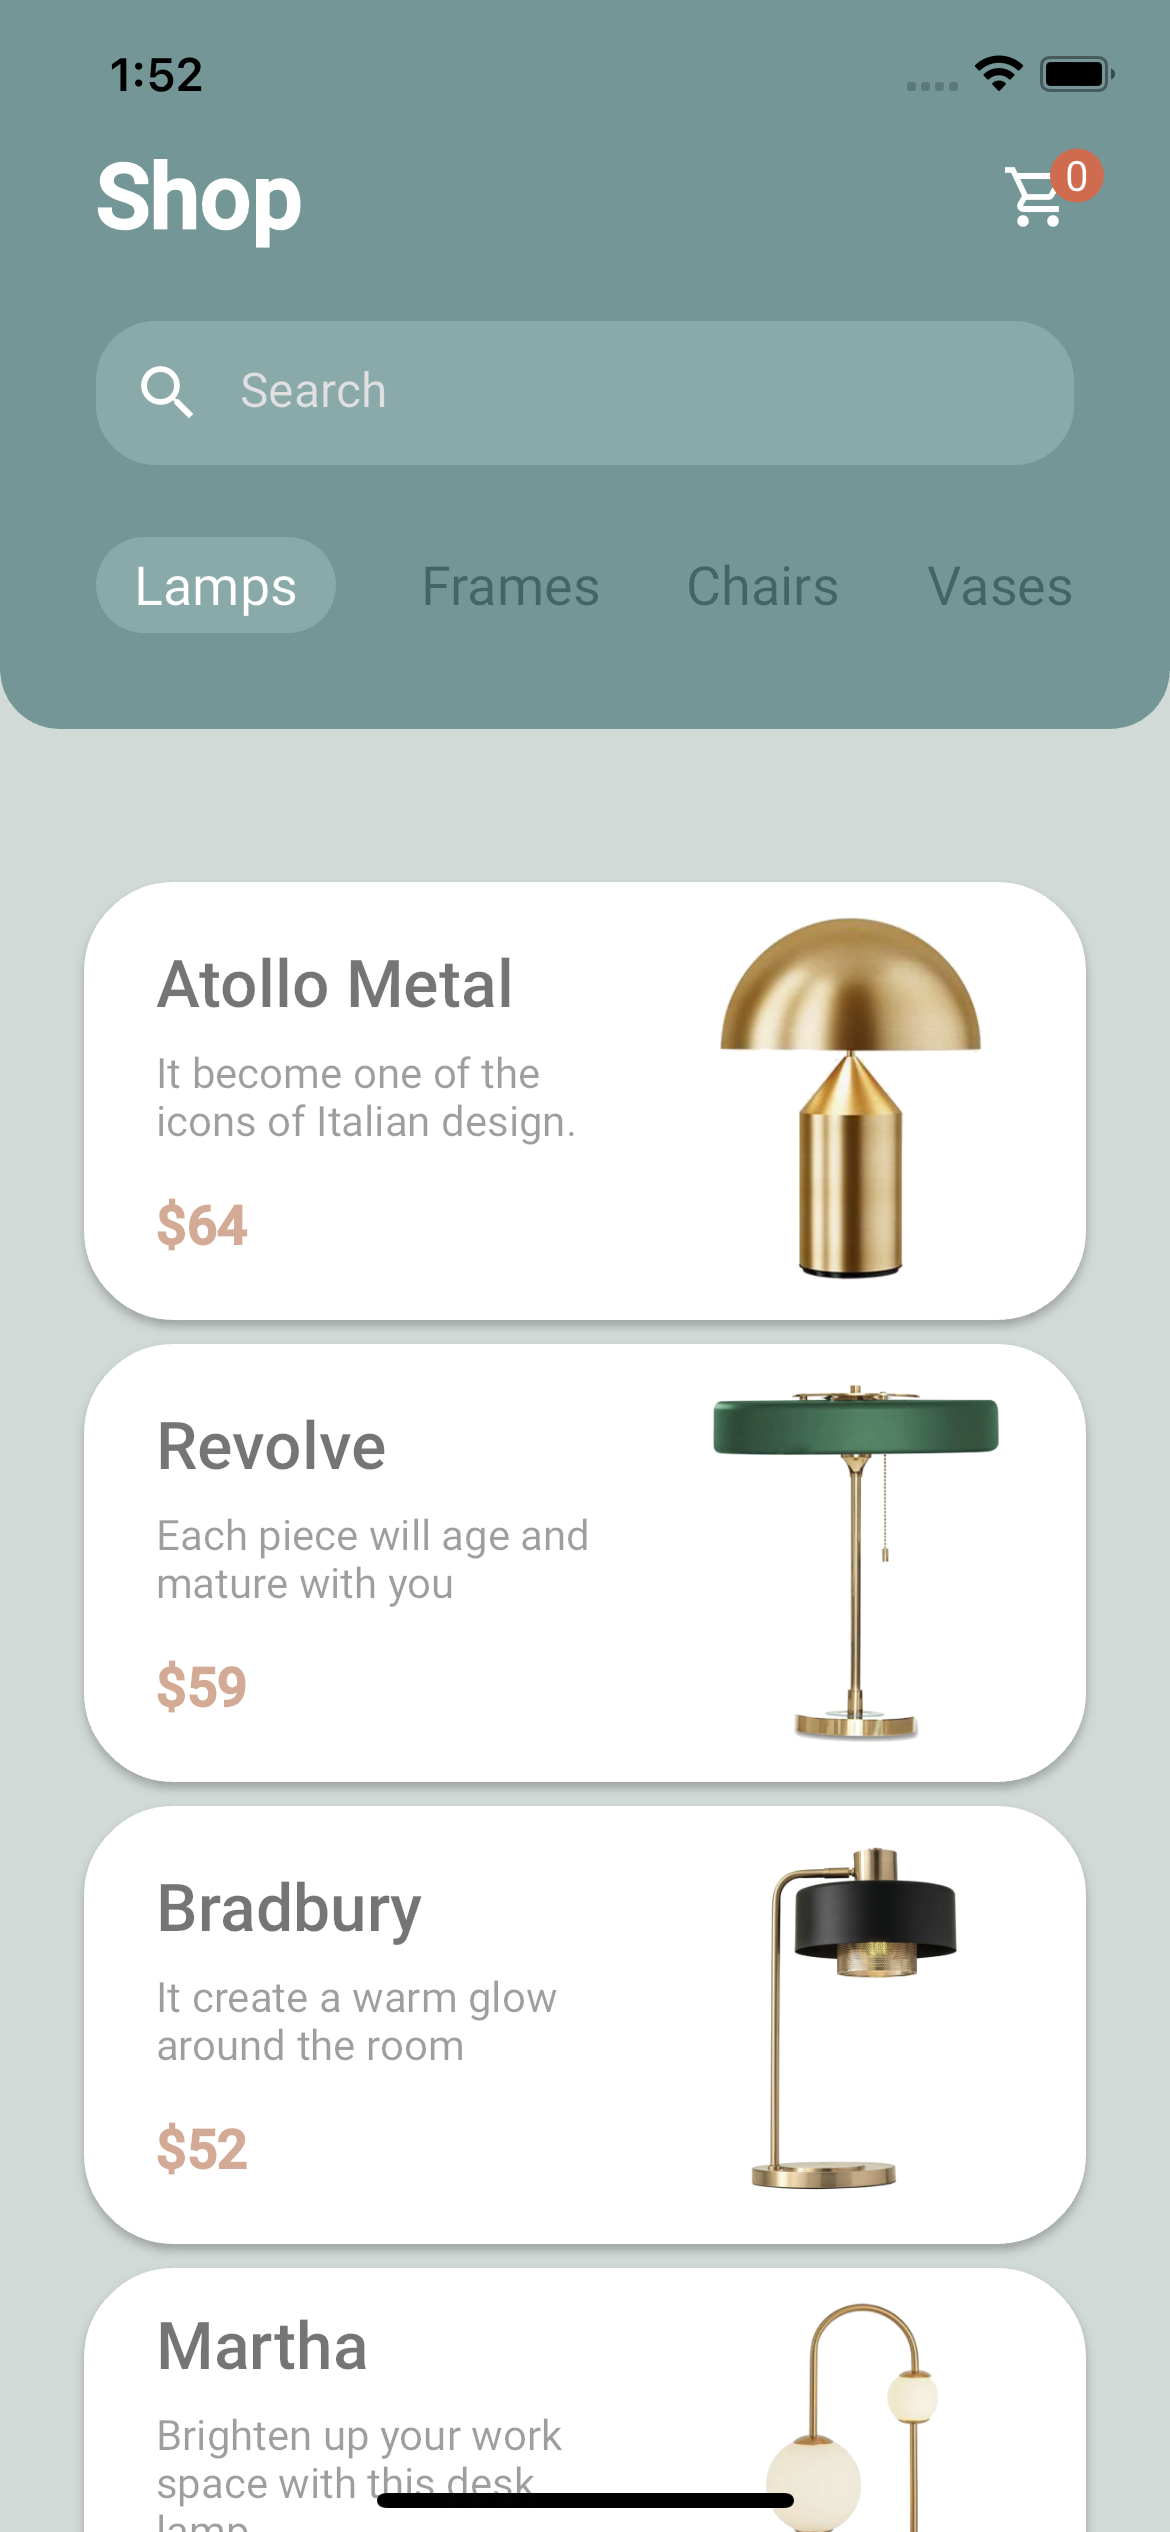 1:52
Shop
0
Search
Lamps Frames Chairs Vases
Atollo Metal
It become one of the
icons of Italian design.
$64
Revolve
Each piece will age and
mature with you
$59
Bradbury
It create a warm glow
around the room
$52
Martha
Brighten up your work
space with this desk
lamp